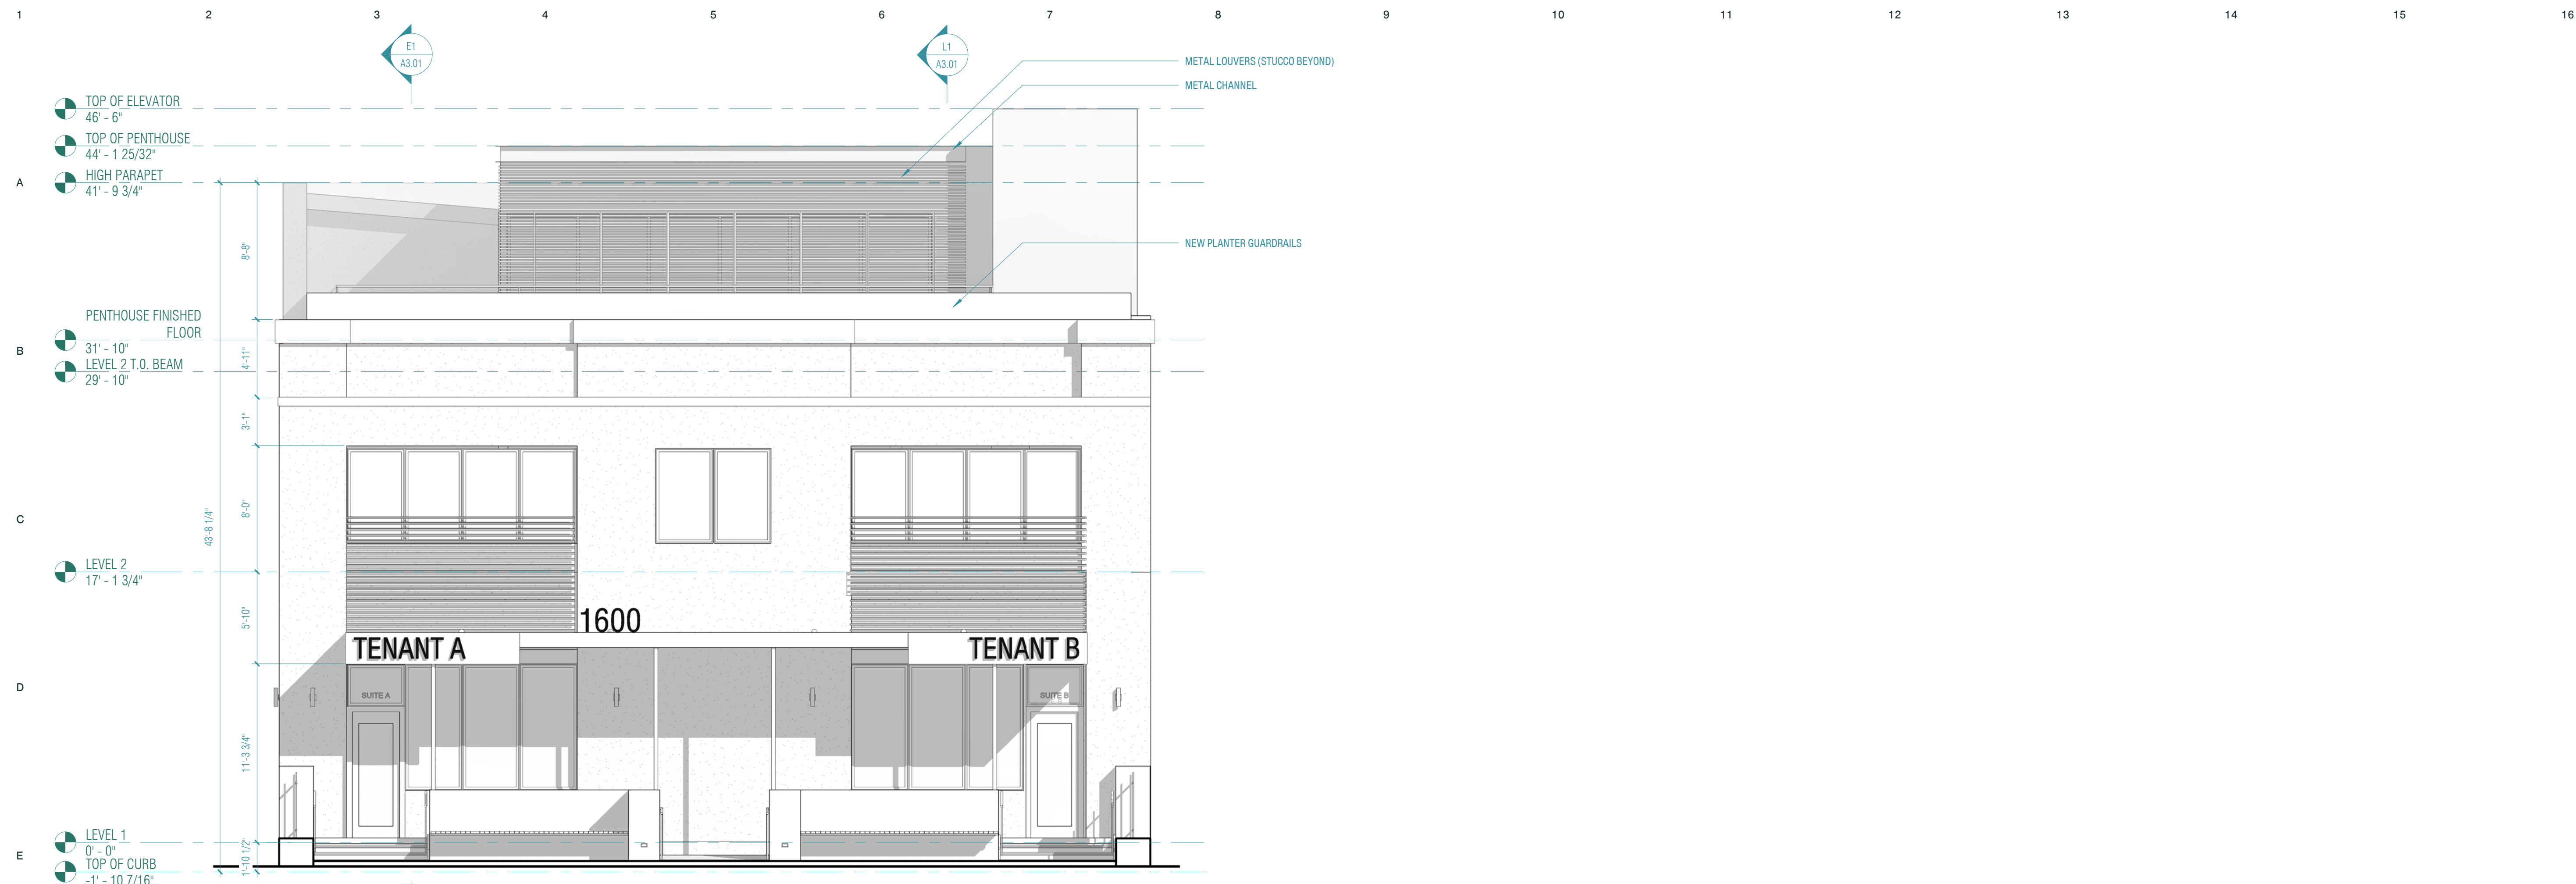 1 2 3 4 5 6 7 8 9 10 11 12 13 14 15 16
E1
A3.01
L1
A3.01
METAL LOUVERS (STUCCO BEYOND)
METAL CHANNEL
TOP OF ELEVATOR
46' - 6"
TOP OF PENTHOUSE
44' - 1 25/32"
A
HIGH PARAPET
41' - 9 3/4"
8'-8"
NEW PLANTER GUARDRAILS
PENTHOUSE FINISHED
FLOOR
31' - 10"
B
4'-11"
LEVEL 2 T.O. BEAM
29' - 10"
3'-1"
8'-0"
C
43'-8 1/4"
LEVEL 2
17' - 1 3/4"
5'-10"
1600
TENANT A
TENANT B
D
SUITE A
SUITE B
11'-3 3/4"
LEVEL 1
0' - 0"
E
1'-10 1/2"
TOP OF CURB
-1' - 10 7/16"